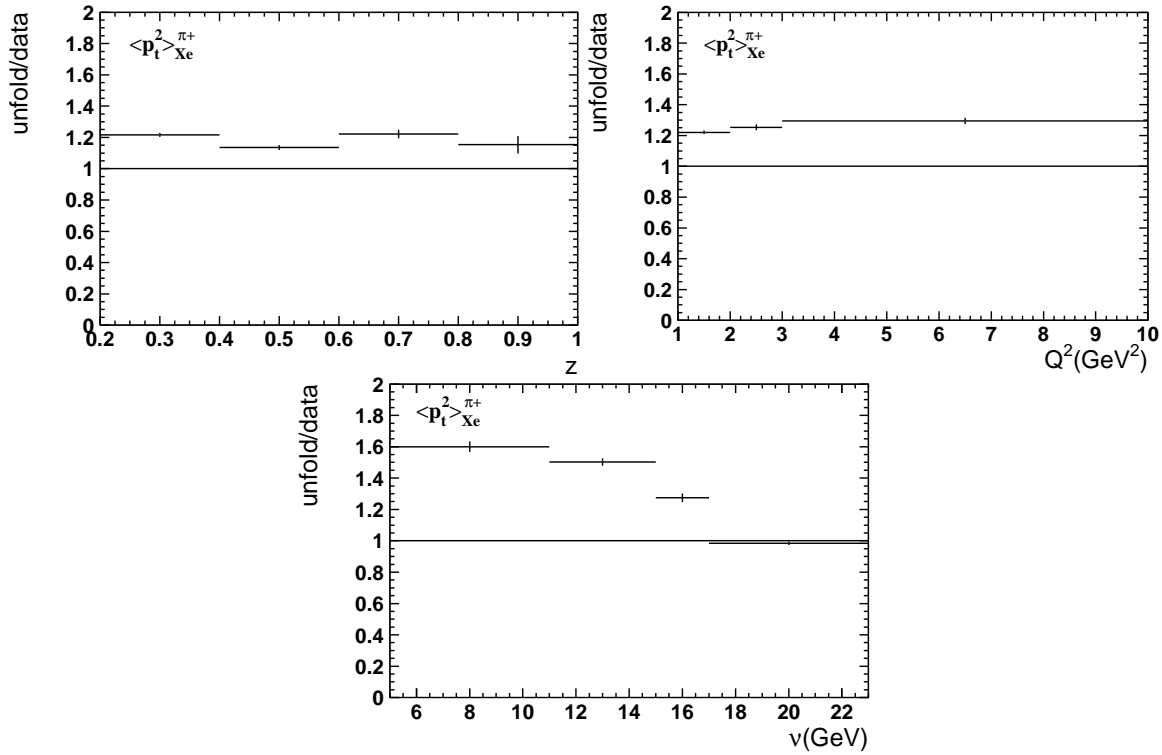 unfold/data
<p_t^2>_Xe^π+
2
1.8
1.6
1.4
1.2
1
0.8
0.6
0.4
0.2
0
0.2 0.3 0.4 0.5 0.6 0.7 0.8 0.9 1
z
unfold/data
<p_t^2>_Xe^π+
2
1.8
1.6
1.4
1.2
1
0.8
0.6
0.4
0.2
0
1 2 3 4 5 6 7 8 9 10
Q^2(GeV^2)
unfold/data
<p_t^2>_Xe^π+
2
1.8
1.6
1.4
1.2
1
0.8
0.6
0.4
0.2
0
6 8 10 12 14 16 18 20 22
ν(GeV)